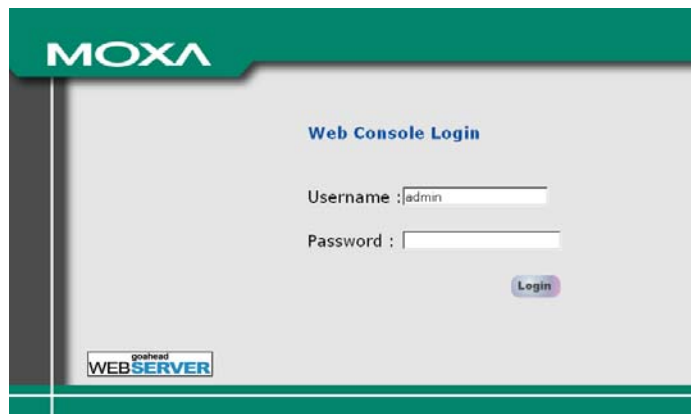 MOXA
Web Console Login
Username : admin
Password :
Login
goahead
WEBSERVER